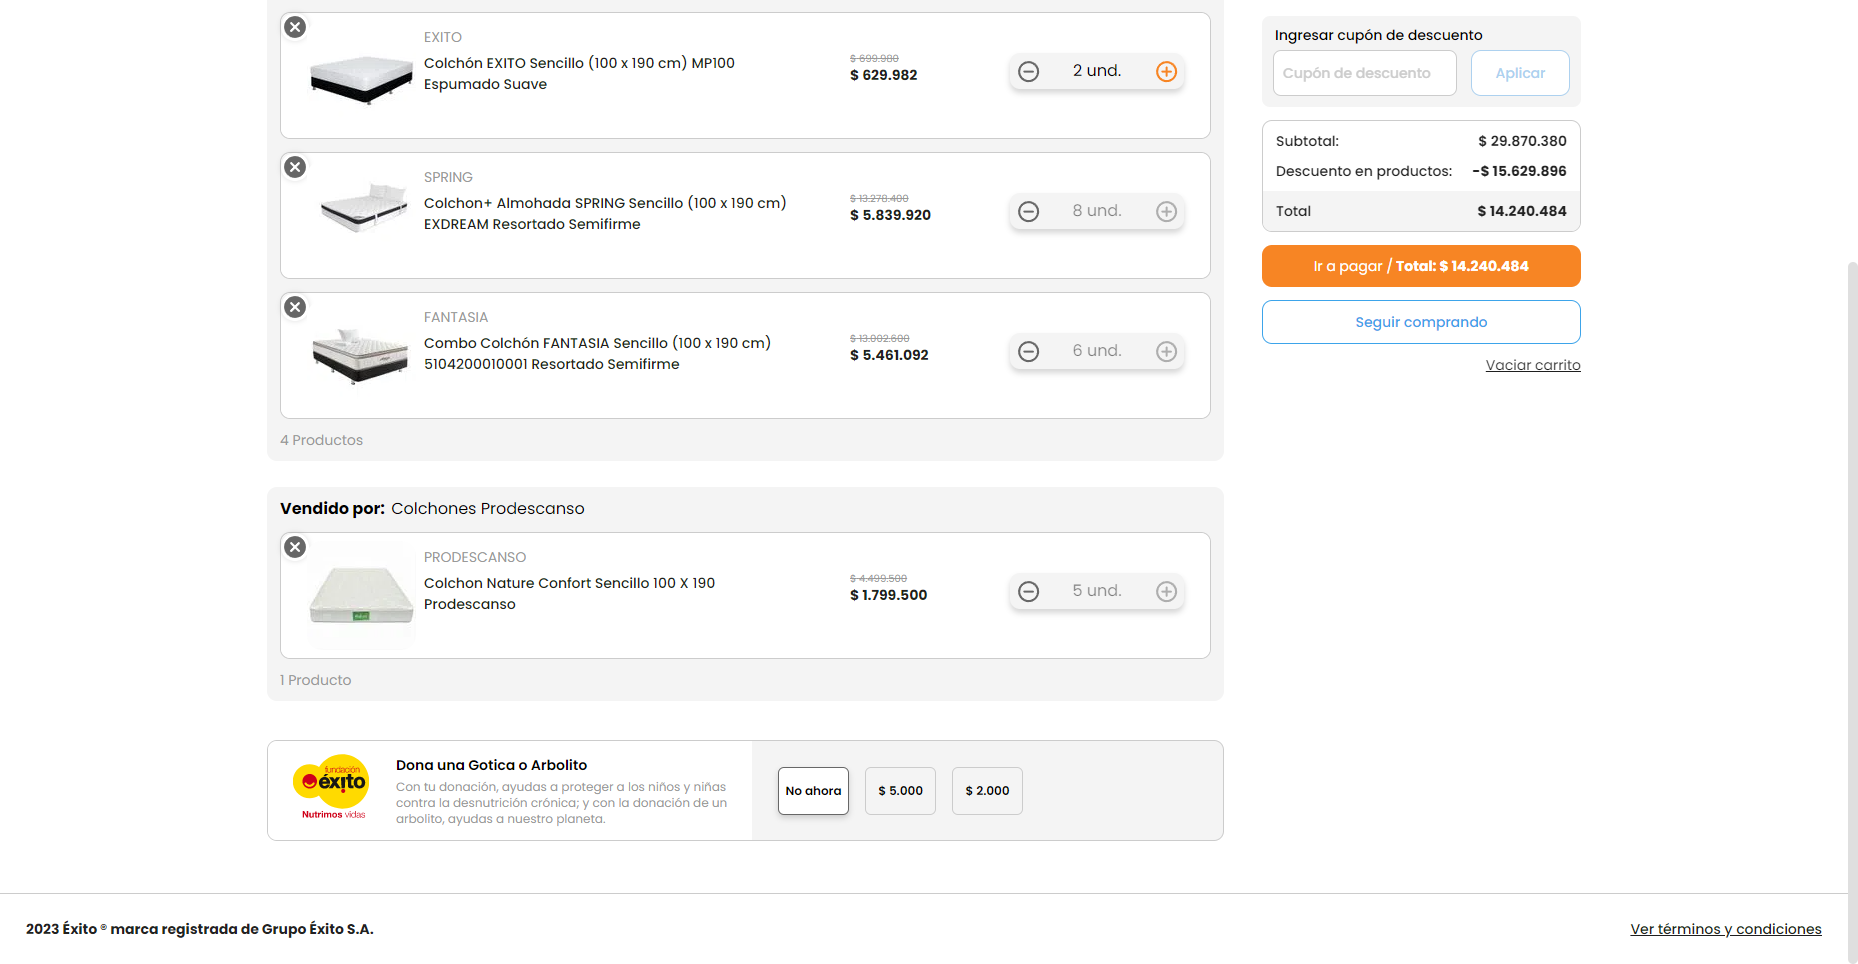 EXITO
Colchón EXITO Sencillo (100 x 190 cm) MP100
Espumado Suave
$ 699.980
$ 629.982
2 und.
SPRING
Colchon+ Almohada SPRING Sencillo (100 x 190 cm)
EXDREAM Resortado Semifirme
$ 13.278.400
$ 5.839.920
8 und.
FANTASIA
Combo Colchón FANTASIA Sencillo (100 x 190 cm)
5104200010001 Resortado Semifirme
$ 13.002.600
$ 5.461.092
6 und.
4 Productos
Vendido por: Colchones Prodescanso
PRODESCANSO
Colchon Nature Confort Sencillo 100 X 190
Prodescanso
$ 4.499.500
$ 1.799.500
5 und.
1 Producto
fundación
éxito
Nutrimos vidas
Dona una Gotica o Arbolito
Con tu donación, ayudas a proteger a los niños y niñas
contra la desnutrición crónica; y con la donación de un
arbolito, ayudas a nuestro planeta.
No ahora
$ 5.000
$ 2.000
Ingresar cupón de descuento
Cupón de descuento
Aplicar
Subtotal: $ 29.870.380
Descuento en productos: -$ 15.629.896
Total $ 14.240.484
Ir a pagar / Total: $ 14.240.484
Seguir comprando
Vaciar carrito
2023 Éxito ® marca registrada de Grupo Éxito S.A.
Ver términos y condiciones